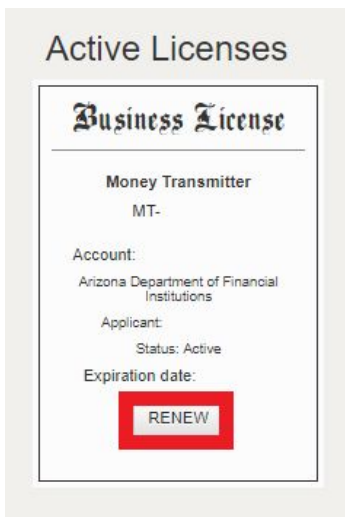 Active Licenses
Business License
Money Transmitter
MT-
Account:
Arizona Department of Financial
Institutions
Applicant:
Status: Active
Expiration date:
RENEW